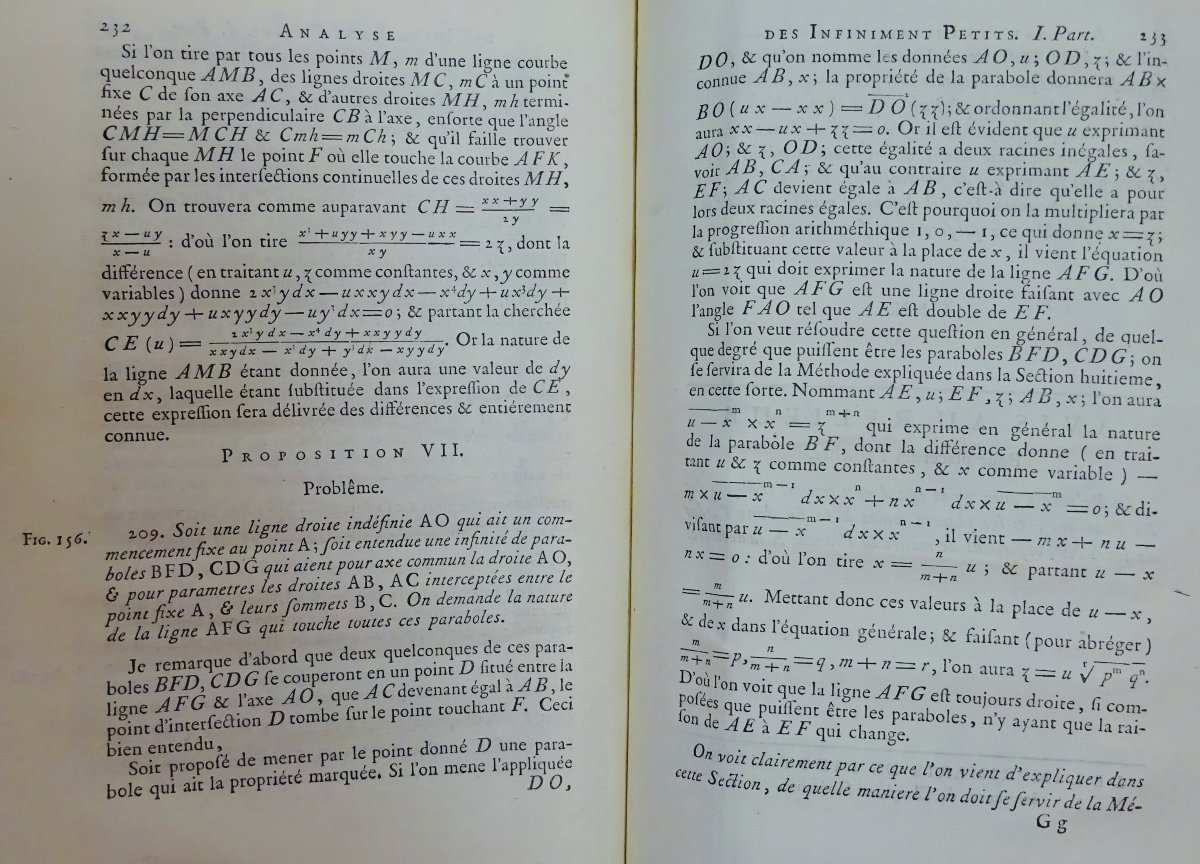 232
ANALYSE
Si l'on tire par tous les points M, m d'une ligne courbe
quelconque AMB, des lignes droites MC, mC à un point
fixe C de ſon axe AC, & d'autres droites MH, mh termi-
nées par la perpendiculaire CB à l'axe, enſorte que l'angle
CMH=MCH & Cmh=mCh; & qu'il faille trouver
ſur chaque MH le point F où elle touche la courbe AFK,
formée par les interſections continuelles de ces droites MH,
mh. On trouvera comme auparavant CH = \frac{xx+yy}{2y} =
\frac{zx-uy}{x-u} : d'où l'on tire \frac{x³+uyy+xyy-uxx}{xy} = 2z, dont la
différence (en traitant u, z comme conſtantes, & x, y comme
variables) donne 2x³ydx — uxxydx — x⁴dy + ux³dy +
xxyydy + uxyydy — uy³dx=0; & partant la cherchée
CE (u) = \frac{2x³ydx — x⁴dy + xxyydy}{xxydx — x³dy + y³dx — xyydy}. Or la nature de
la ligne AMB étant donnée, l'on aura une valeur de dy
en dx, laquelle étant ſubſtituée dans l'expreſſion de CE,
cette expreſſion ſera délivrée des différences & entiérement
connue.
PROPOSITION VII.
Problême.
FIG. 156.
209. Soit une ligne droite indéfinie AO qui ait un com-
mencement fixe au point A; ſoit entendue une infinité de para-
boles BFD, CDG qui aient pour axe commun la droite AO,
& pour parametres les droites AB, AC interceptées entre le
point fixe A, & leurs ſommets B, C. On demande la nature
de la ligne AFG qui touche toutes ces paraboles.
Je remarque d'abord que deux quelconques de ces para-
boles BFD, CDG ſe couperont en un point D ſitué entre la
ligne AFG & l'axe AO, que AC devenant égal à AB, le
point d'interſection D tombe ſur le point touchant F. Ceci
bien entendu,
Soit propoſé de mener par le point donné D une para-
bole qui ait la propriété marquée. Si l'on mene l'appliquée
DO,
DES INFINIMENT PETITS. I. Part. 233
DO, & qu'on nomme les données AO, u; OD, z; & l'in-
connue AB, x; la propriété de la parabole donnera AB×
BO (ux — xx) = \overline{DO}² (zz); & ordonnant l'égalité, l'on
aura xx — ux + zz = 0. Or il eſt évident que u exprimant
AO; & z, OD; cette égalité a deux racines inégales, ſa-
voir AB, CA; & qu'au contraire u exprimant AE; & z,
EF; AC devient égale à AB, c'eſt-à dire qu'elle a pour
lors deux racines égales. C'eſt pourquoi on la multipliera par
la progreſſion arithméthique 1, 0, — 1, ce qui donne x = z;
& ſubſtituant cette valeur à la place de x, il vient l'équation
u = 2z qui doit exprimer la nature de la ligne AFG. D'où
l'on voit que AFG eſt une ligne droite faiſant avec AO
l'angle FAO tel que AE eſt double de EF.
Si l'on veut réſoudre cette queſtion en général, de quel-
que degré que puiſſent être les paraboles BFD, CDG; on
ſe ſervira de la Méthode expliquée dans la Section huitieme,
en cette ſorte. Nommant AE, u; EF, z; AB, x; l'on aura
\overline{u — x}^m × x^n = z^{m+n} qui exprime en général la nature
de la parabole BF, dont la différence donne (en trai-
tant u & z comme conſtantes, & x comme variable) —
m × \overline{u — x}^{m—1} dx × x^n + nx^{n—1} dx × \overline{u — x}^m = 0; & di-
viſant par \overline{u — x}^{m—1} dx × x^{n—1}, il vient — mx + nu —
nx = 0: d'où l'on tire x = \frac{n}{m+n} u; & partant u — x
= \frac{m}{m+n} u. Mettant donc ces valeurs à la place de u — x,
& de x dans l'équation générale; & faiſant (pour abréger)
\frac{m}{m+n} = p, \frac{n}{m+n} = q, m + n = r, l'on aura z = u \sqrt[r]{p^m q^n}.
D'où l'on voit que la ligne AFG eſt toujours droite, ſi com-
poſées que puiſſent être les paraboles, n'y ayant que la rai-
ſon de AE à EF qui change.
On voit clairement par ce que l'on vient d'expliquer dans
cette Section, de quelle maniere l'on doit ſe ſervir de la Mé-
Gg